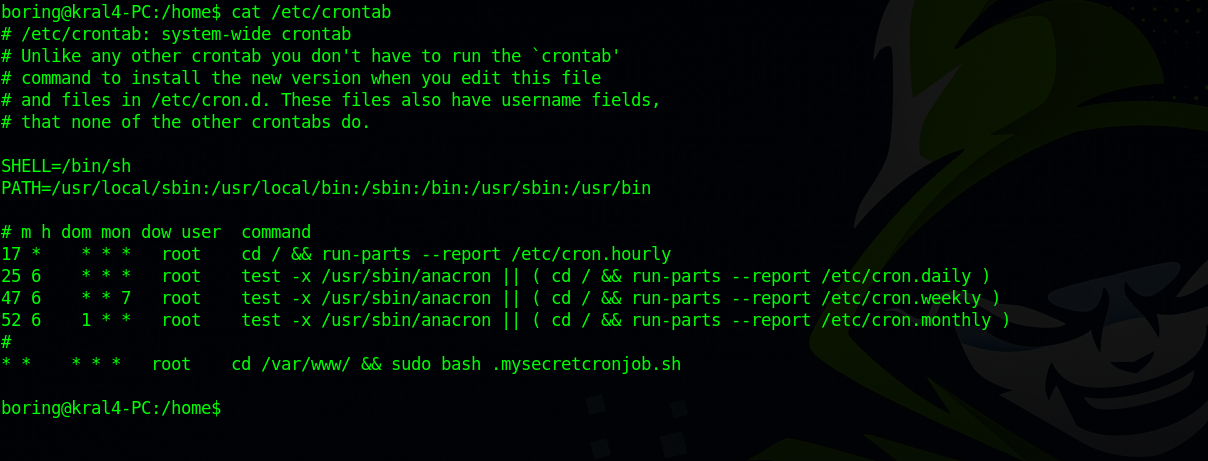 boring@kral4-PC:/home$ cat /etc/crontab
# /etc/crontab: system-wide crontab
# Unlike any other crontab you don't have to run the `crontab'
# command to install the new version when you edit this file
# and files in /etc/cron.d. These files also have username fields,
# that none of the other crontabs do.

SHELL=/bin/sh
PATH=/usr/local/sbin:/usr/local/bin:/sbin:/bin:/usr/sbin:/usr/bin

# m h dom mon dow user  command
17 *    * * *   root    cd / && run-parts --report /etc/cron.hourly
25 6    * * *   root    test -x /usr/sbin/anacron || ( cd / && run-parts --report /etc/cron.daily )
47 6    * * 7   root    test -x /usr/sbin/anacron || ( cd / && run-parts --report /etc/cron.weekly )
52 6    1 * *   root    test -x /usr/sbin/anacron || ( cd / && run-parts --report /etc/cron.monthly )
#
* *    * * *   root    cd /var/www/ && sudo bash .mysecretcronjob.sh

boring@kral4-PC:/home$